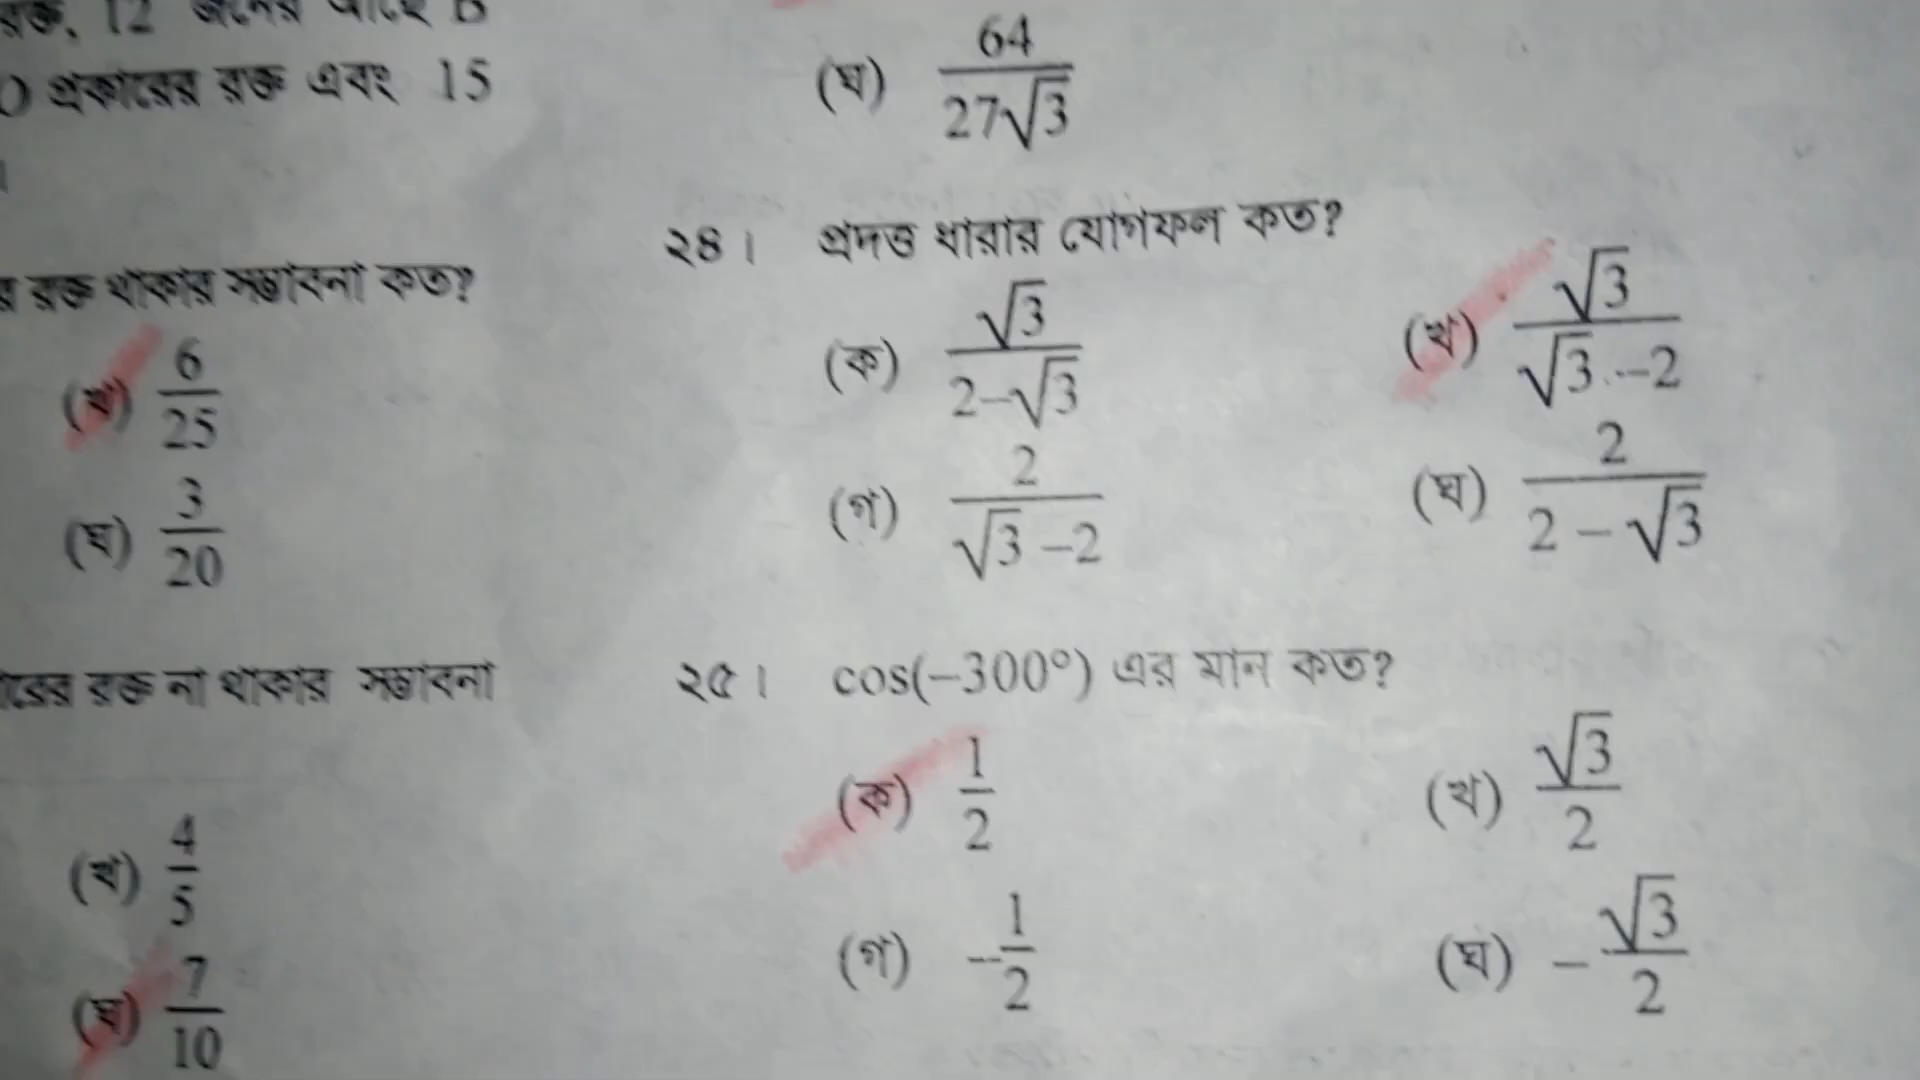 12 জনের আছে B
O প্রকারের রক্ত এবং 15
রক্ত থাকার সম্ভাবনা কত?
(খ) 6/25
(ঘ) 3/20
রক্ত না থাকার সম্ভাবনা
(খ) 4/5
(ঘ) 7/10
(ঘ) 64/27√3
২৪। প্রদত্ত ধারার যোগফল কত?
(ক) √3/2−√3 (খ) √3/√3−2
(গ) 2/√3−2 (ঘ) 2/2−√3
২৫। cos(−300°) এর মান কত?
(ক) 1/2 (খ) √3/2
(গ) −1/2 (ঘ) −√3/2